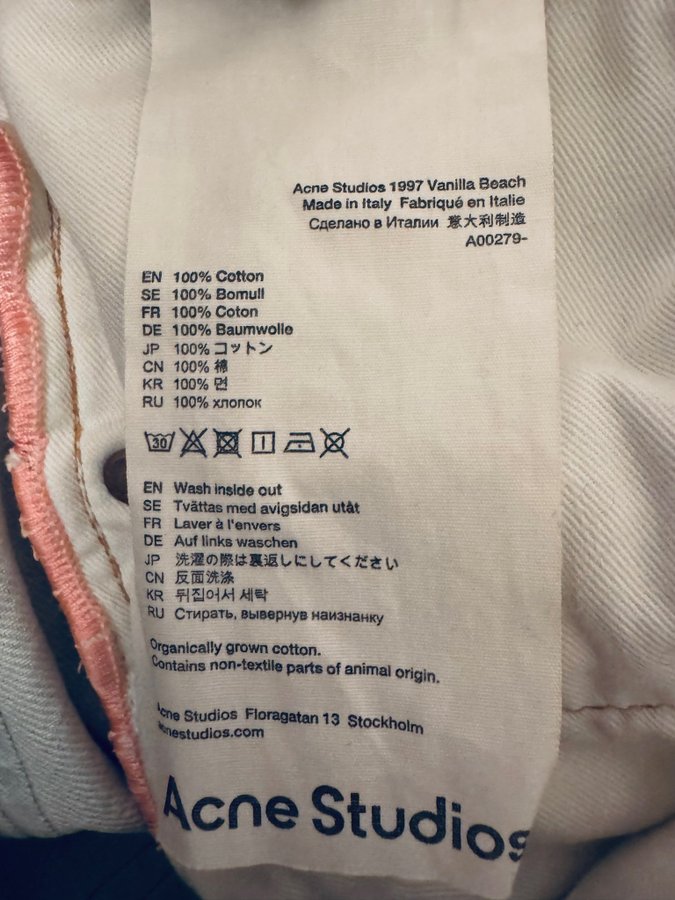 Acne Studios 1997 Vanilla Beach
Made in Italy Fabriqué en Italie
Сделано в Италии 意大利制造
A00279-
EN 100% Cotton
SE 100% Bomull
FR 100% Coton
DE 100% Baumwolle
JP 100% コットン
CN 100% 棉
KR 100% 면
RU 100% хлопок
30
EN Wash inside out
SE Tvättas med avigsidan utåt
FR Laver à l'envers
DE Auf links waschen
JP 洗濯の際は裏返しにしてください
CN 反面洗涤
KR 뒤집어서 세탁
RU Стирать, вывернув наизнанку
Organically grown cotton.
Contains non-textile parts of animal origin.
Acne Studios Floragatan 13 Stockholm
acnestudios.com
Acne Studios